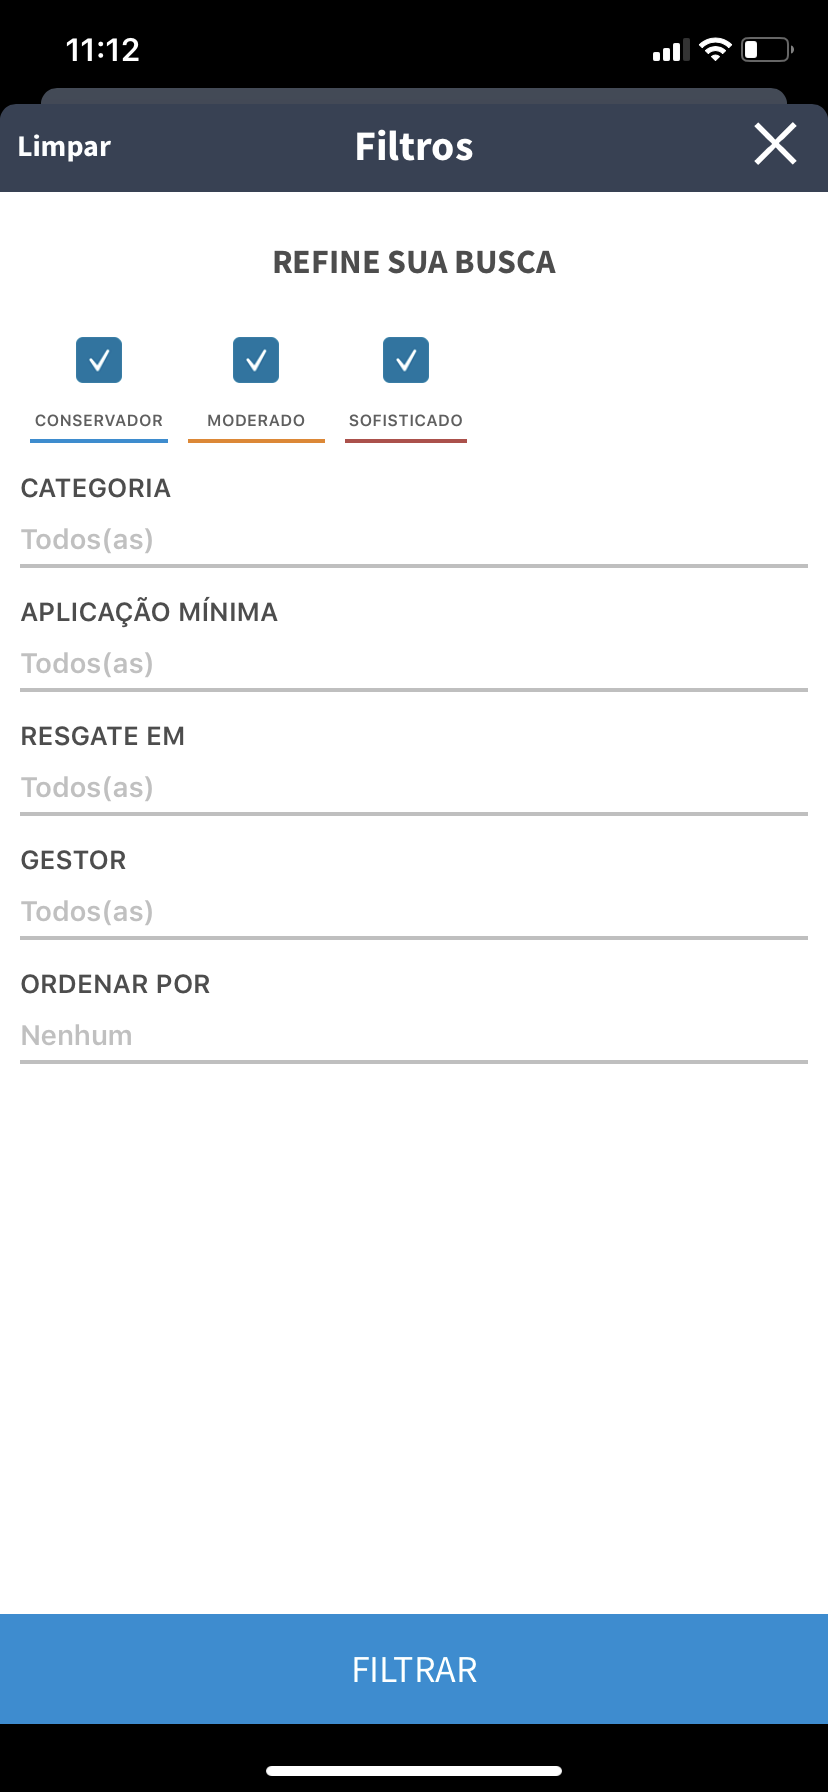 11:12
Limpar
Filtros
REFINE SUA BUSCA
CONSERVADOR
MODERADO
SOFISTICADO
CATEGORIA
Todos(as)
APLICAÇÃO MÍNIMA
Todos(as)
RESGATE EM
Todos(as)
GESTOR
Todos(as)
ORDENAR POR
Nenhum
FILTRAR